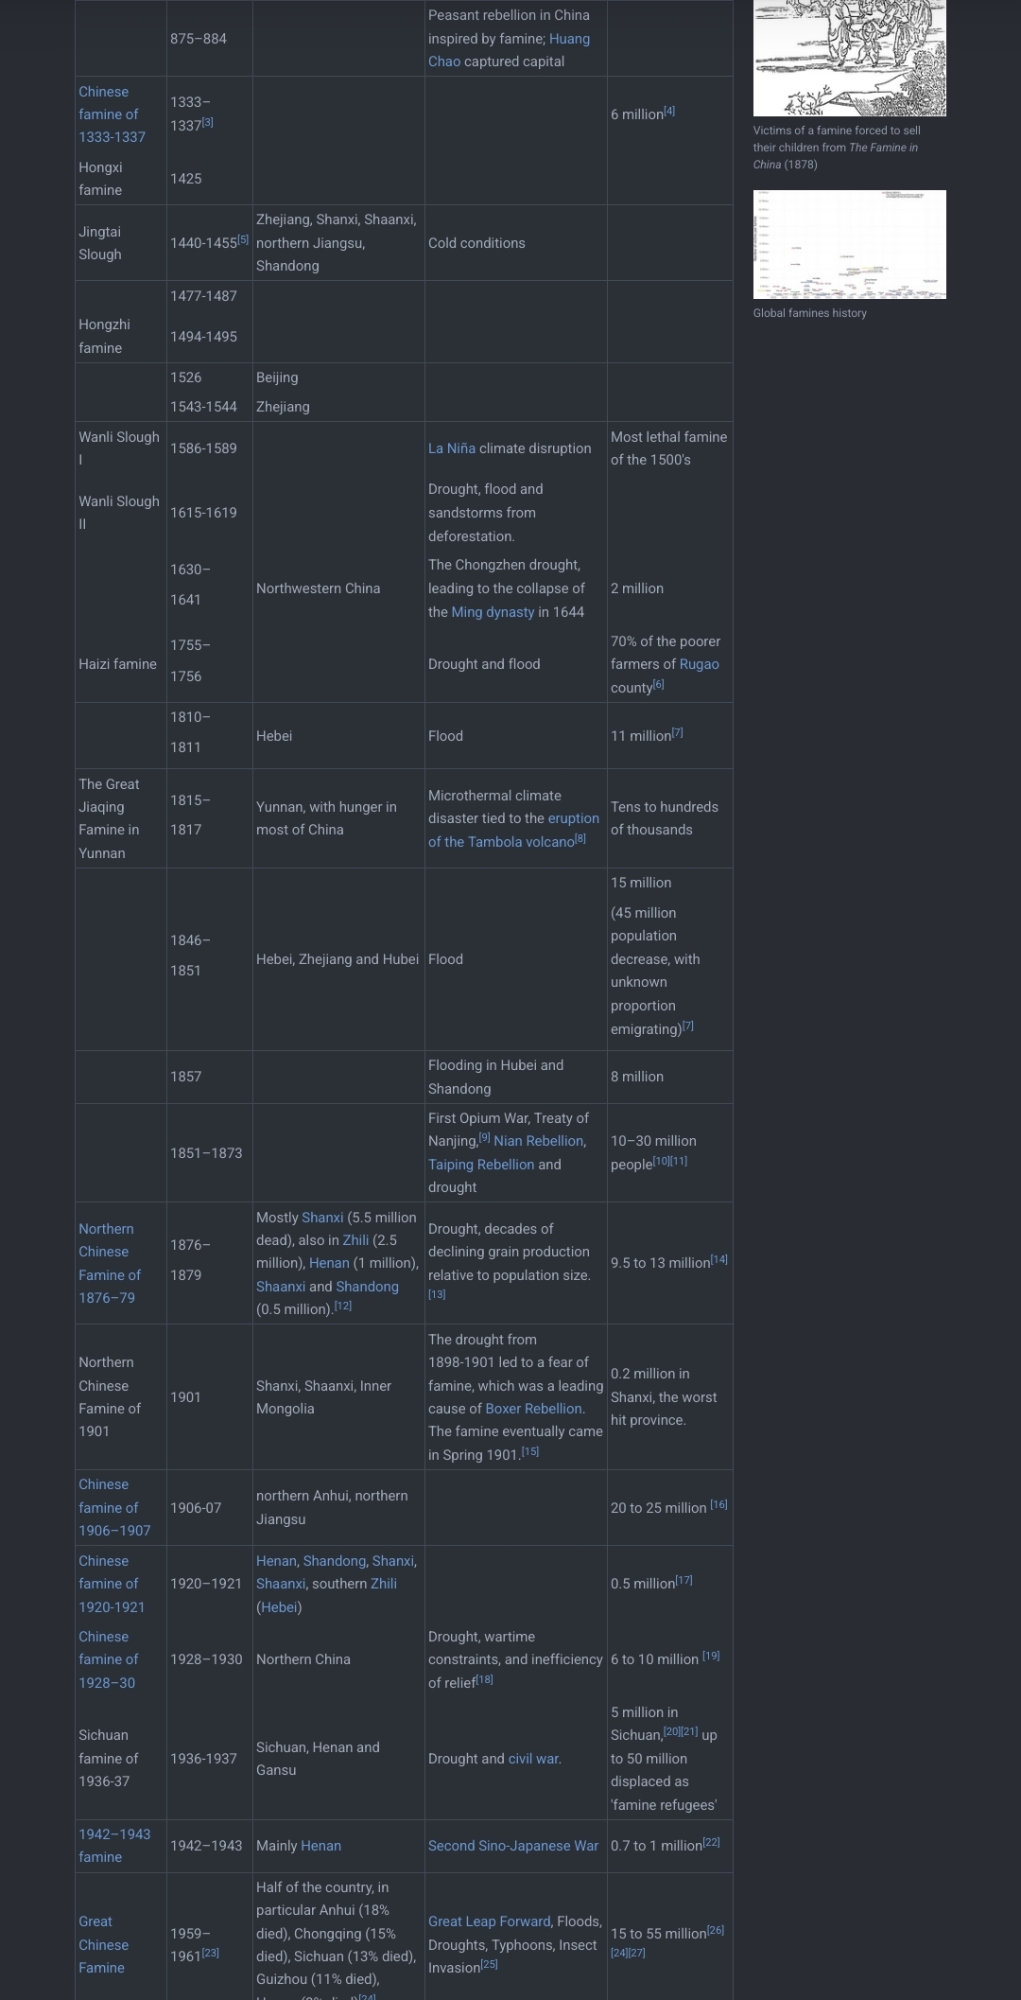 875–884
Peasant rebellion in China
inspired by famine; Huang
Chao captured capital
Chinese
famine of
1333-1337
1333–
1337[3]
6 million[4]
Hongxi
famine
1425
Jingtai
Slough
1440-1455[5]
Zhejiang, Shanxi, Shaanxi,
northern Jiangsu,
Shandong
Cold conditions
1477-1487
Hongzhi
famine
1494-1495
1526
Beijing
1543-1544
Zhejiang
Wanli Slough
I
1586-1589
La Niña climate disruption
Most lethal famine
of the 1500's
Wanli Slough
II
1615-1619
Drought, flood and
sandstorms from
deforestation.
1630–
1641
Northwestern China
The Chongzhen drought,
leading to the collapse of
the Ming dynasty in 1644
2 million
Haizi famine
1755–
1756
Drought and flood
70% of the poorer
farmers of Rugao
county[6]
1810–
1811
Hebei
Flood
11 million[7]
The Great
Jiaqing
Famine in
Yunnan
1815–
1817
Yunnan, with hunger in
most of China
Microthermal climate
disaster tied to the eruption
of the Tambola volcano[8]
Tens to hundreds
of thousands
1846–
1851
Hebei, Zhejiang and Hubei
Flood
15 million
(45 million
population
decrease, with
unknown
proportion
emigrating)[7]
1857
Flooding in Hubei and
Shandong
8 million
1851–1873
First Opium War, Treaty of
Nanjing,[9] Nian Rebellion,
Taiping Rebellion and
drought
10–30 million
people[10][11]
Northern
Chinese
Famine of
1876–79
1876–
1879
Mostly Shanxi (5.5 million
dead), also in Zhili (2.5
million), Henan (1 million),
Shaanxi and Shandong
(0.5 million).[12]
Drought, decades of
declining grain production
relative to population size.
[13]
9.5 to 13 million[14]
Northern
Chinese
Famine of
1901
1901
Shanxi, Shaanxi, Inner
Mongolia
The drought from
1898-1901 led to a fear of
famine, which was a leading
cause of Boxer Rebellion.
The famine eventually came
in Spring 1901.[15]
0.2 million in
Shanxi, the worst
hit province.
Chinese
famine of
1906–1907
1906-07
northern Anhui, northern
Jiangsu
20 to 25 million [16]
Chinese
famine of
1920-1921
1920–1921
Henan, Shandong, Shanxi,
Shaanxi, southern Zhili
(Hebei)
0.5 million[17]
Chinese
famine of
1928–30
1928–1930
Northern China
Drought, wartime
constraints, and inefficiency
of relief[18]
6 to 10 million [19]
Sichuan
famine of
1936-37
1936-1937
Sichuan, Henan and
Gansu
Drought and civil war.
5 million in
Sichuan,[20][21] up
to 50 million
displaced as
'famine refugees'
1942–1943
famine
1942–1943
Mainly Henan
Second Sino-Japanese War
0.7 to 1 million[22]
Great
Chinese
Famine
1959–
1961[23]
Half of the country, in
particular Anhui (18%
died), Chongqing (15%
died), Sichuan (13% died),
Guizhou (11% died),
Great Leap Forward, Floods,
Droughts, Typhoons, Insect
Invasion[25]
15 to 55 million[26]
[24][27]
Victims of a famine forced to sell
their children from The Famine in
China (1878)
Global famines history